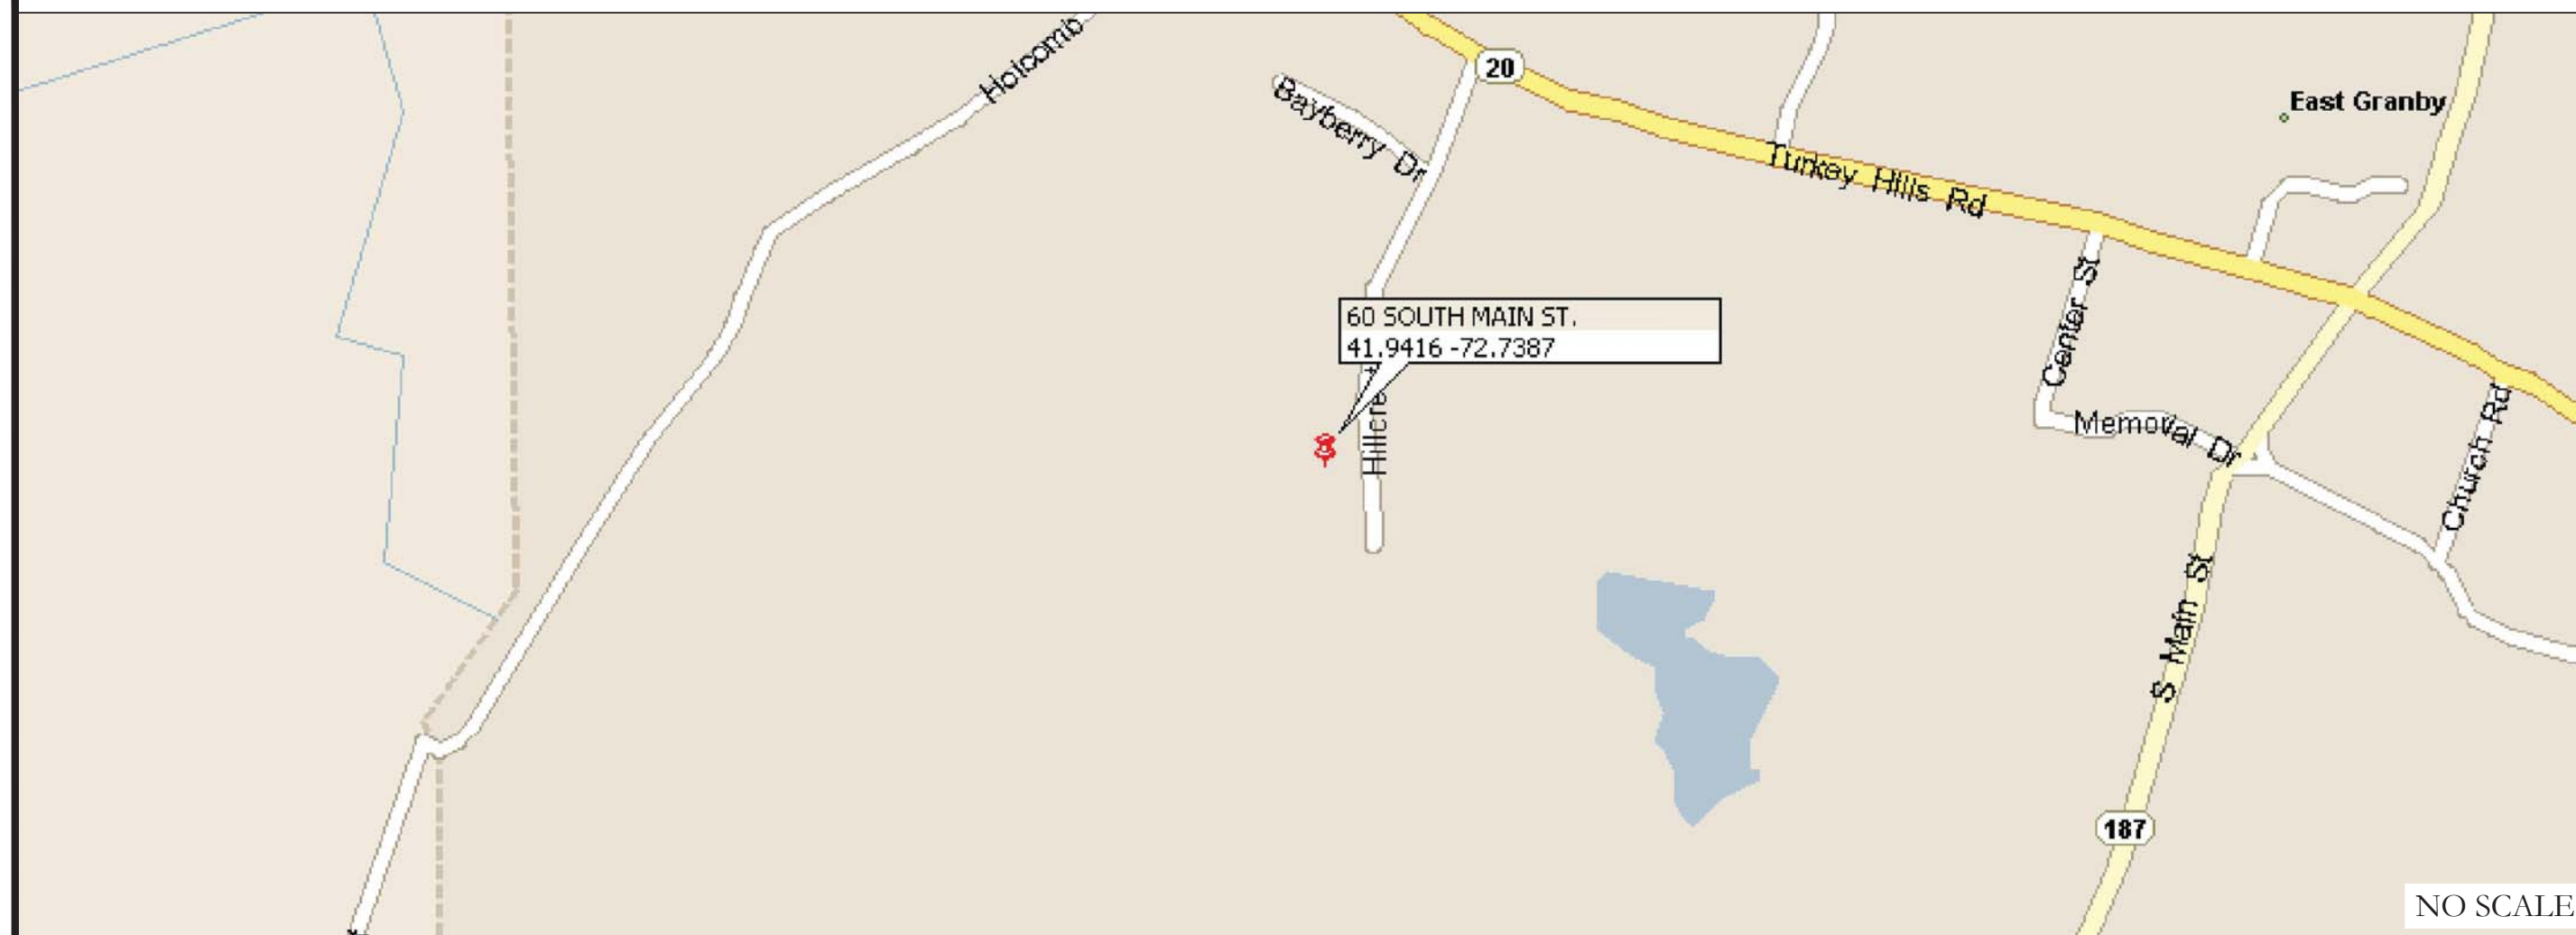 Holcomb
20
Bayberry Dr
East Granby
Turkey Hills Rd
60 SOUTH MAIN ST.
41.9416 -72.7387
Center St
Hillcre
Memorial Dr
Church Rd
S Main St
187
NO SCALE